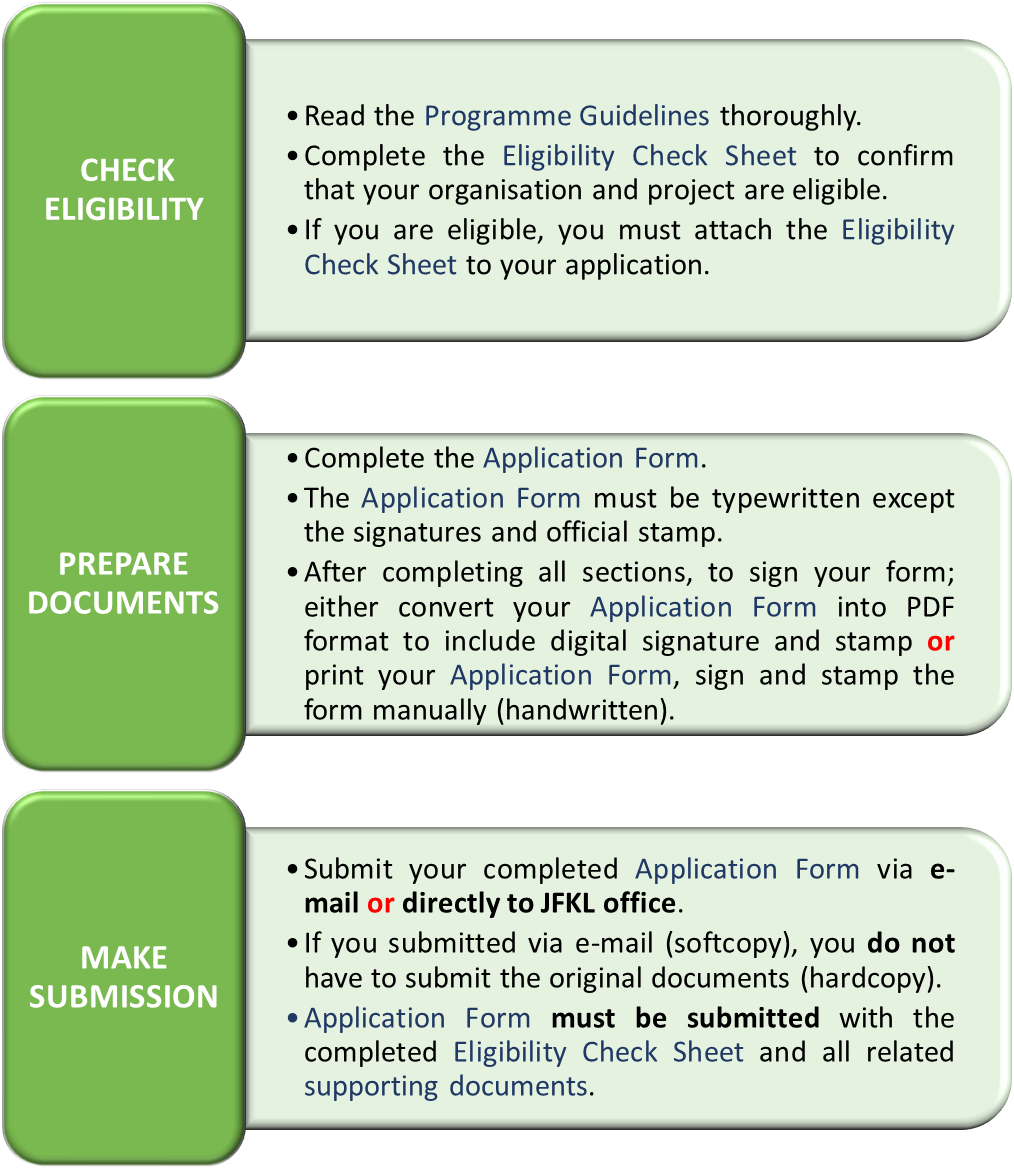 CHECK
ELIGIBILITY
•Read the Programme Guidelines thoroughly.
•Complete the Eligibility Check Sheet to confirm
that your organisation and project are eligible.
•If you are eligible, you must attach the Eligibility
Check Sheet to your application.
PREPARE
DOCUMENTS
•Complete the Application Form.
•The Application Form must be typewritten except
the signatures and official stamp.
•After completing all sections, to sign your form;
either convert your Application Form into PDF
format to include digital signature and stamp or
print your Application Form, sign and stamp the
form manually (handwritten).
MAKE
SUBMISSION
•Submit your completed Application Form via e-
mail or directly to JFKL office.
•If you submitted via e-mail (softcopy), you do not
have to submit the original documents (hardcopy).
•Application Form must be submitted with the
completed Eligibility Check Sheet and all related
supporting documents.